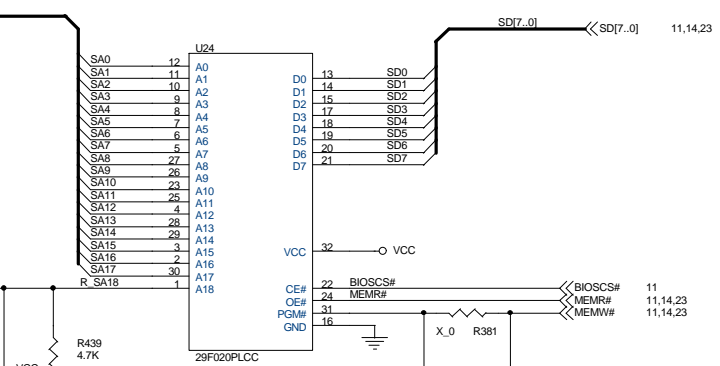 SD[7..0]
SD[7..0] 11,14,23
U24
SA0 12 A0
SA1 11 A1
SA2 10 A2 D0 13 SD0
SA3 9 A3 D1 14 SD1
SA4 8 A4 D2 15 SD2
SA5 7 A5 D3 17 SD3
SA6 6 A6 D4 18 SD4
SA7 5 A7 D5 19 SD5
SA8 27 A8 D6 20 SD6
SA9 26 A9 D7 21 SD7
SA10 23 A10
SA11 25 A11
SA12 4 A12
SA13 28 A13
SA14 29 A14
SA15 3 A15 VCC 32 VCC
SA16 2 A16
SA17 30 A17
R_SA18 1 A18 CE# 22 BIOSCS# BIOSCS# 11
OE# 24 MEMR# MEMR# 11,14,23
PGM# 31 MEMW# 11,14,23
GND 16
X_0 R381
R439
4.7K
29F020PLCC
VCC